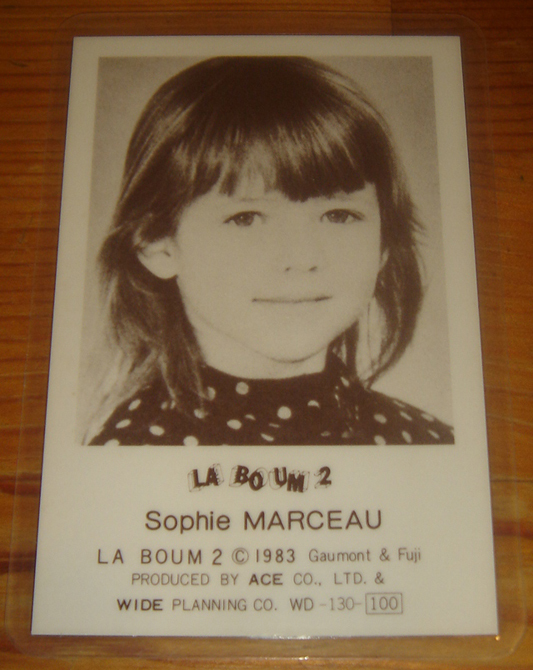 LA BOUM 2
Sophie MARCEAU
LA BOUM 2 © 1983 Gaumont & Fuji
PRODUCED BY ACE CO., LTD. &
WIDE PLANNING CO. WD-130-100